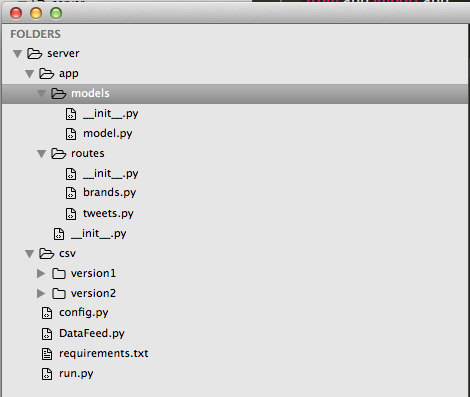 FOLDERS
server
app
models
__init__.py
model.py
routes
__init__.py
brands.py
tweets.py
__init__.py
csv
version1
version2
config.py
DataFeed.py
requirements.txt
run.py